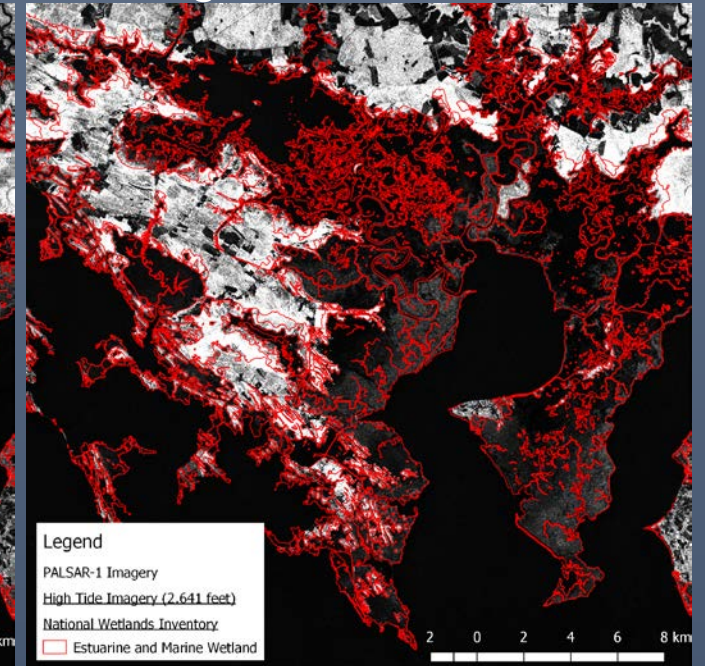 Legend
PALSAR-1 Imagery
High Tide Imagery (2.641 feet)
National Wetlands Inventory
Estuarine and Marine Wetland
2 0 2 4 6 8 km
km